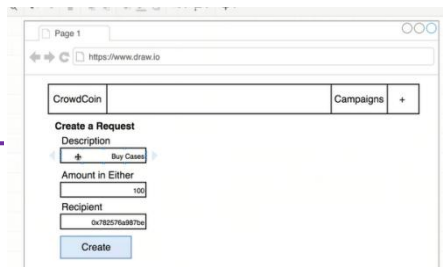 Page 1
https://www.draw.io
CrowdCoin Campaigns +
Create a Request
Description
Buy Cases
Amount in Either
100
Recipient
0x782576a987be
Create